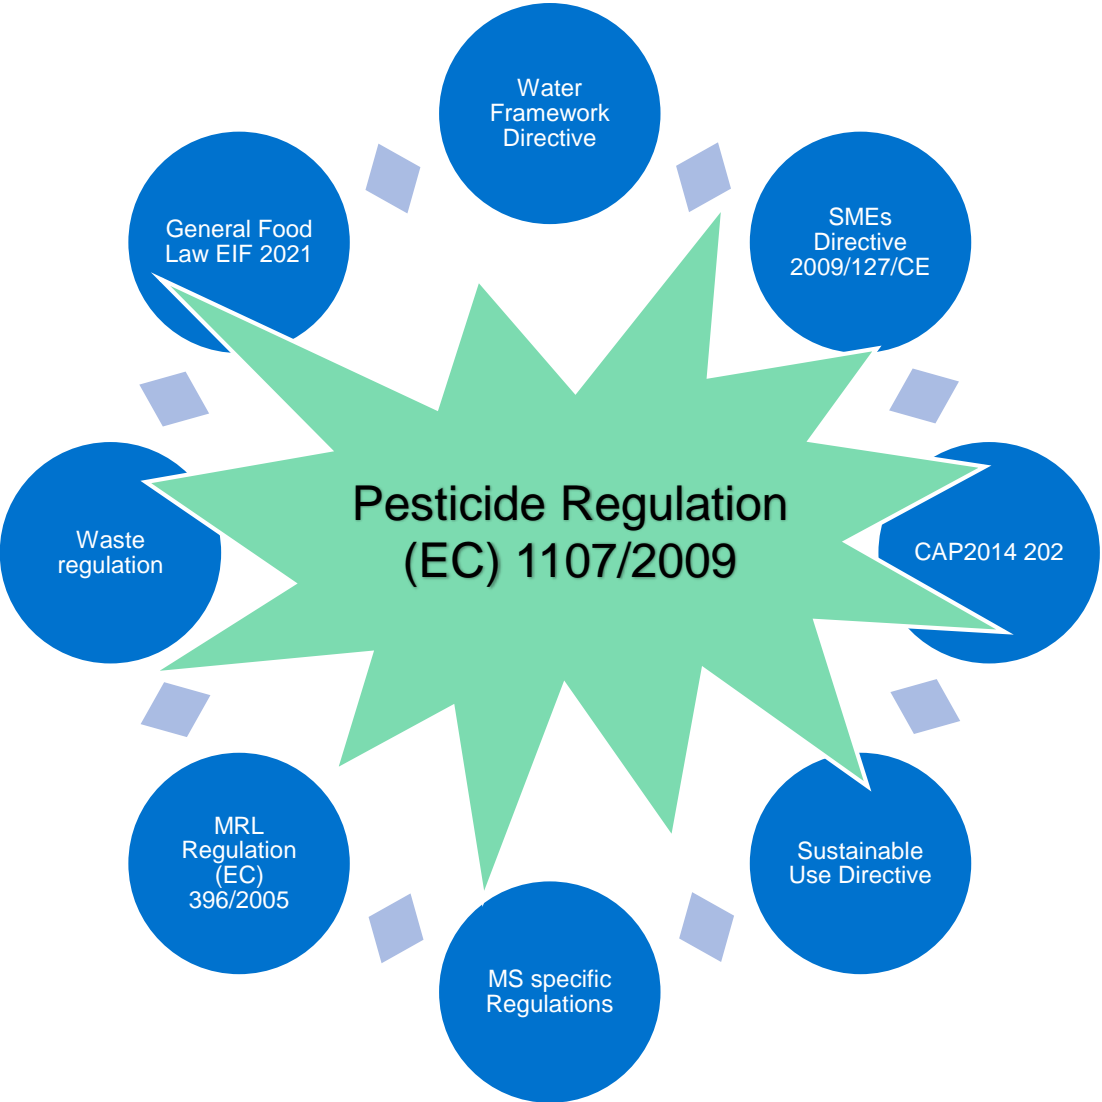 Water
Framework
Directive
General Food
Law EIF 2021
SMEs
Directive
2009/127/CE
Pesticide Regulation
(EC) 1107/2009
Waste
regulation
CAP2014 202
MRL
Regulation
(EC)
396/2005
Sustainable
Use Directive
MS specific
Regulations